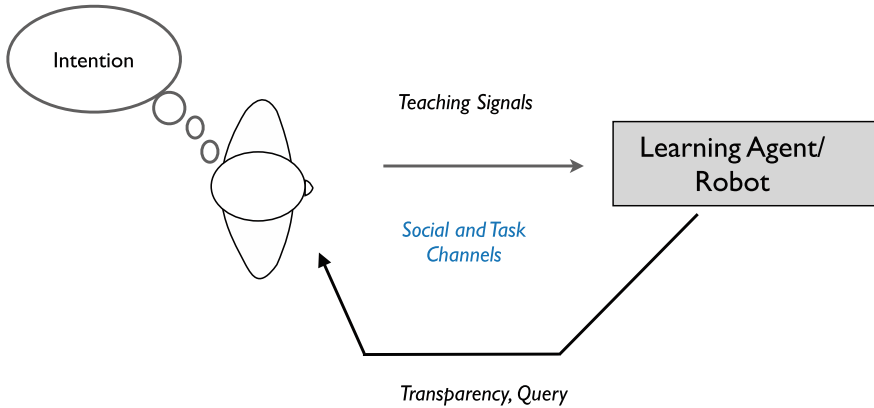 Intention
Teaching Signals
Learning Agent/
Robot
Social and Task
Channels
Transparency, Query